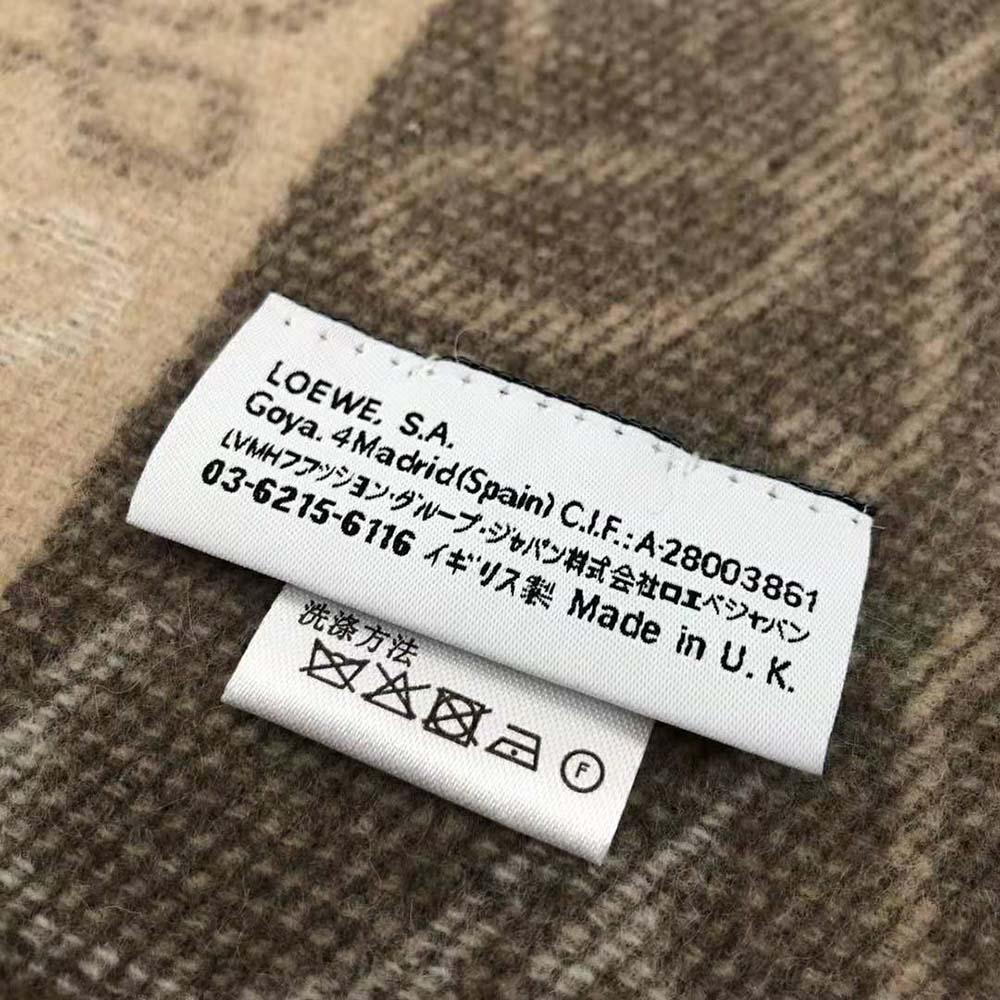 LOEWE, S.A.
Goya. 4Madrid(Spain) C.I.F.: A-28003861
LVMHファッション・グループ・ジャパン料式会社ロエベジャパン
03-6215-6116 イギリス製 Made in U. K.
洗涤方法
F